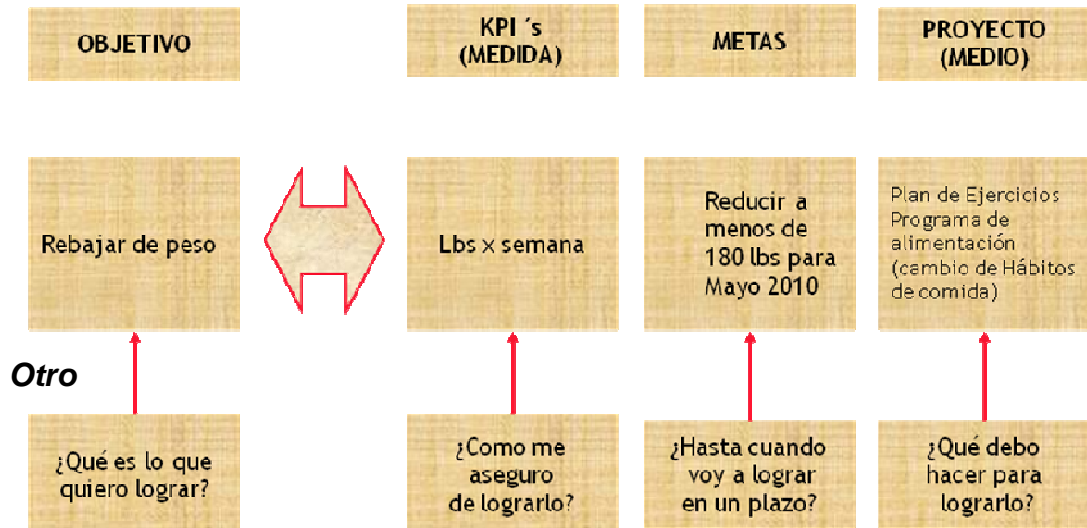 OBJETIVO
KPI ´s
(MEDIDA)
METAS
PROYECTO
(MEDIO)
Rebajar de peso
Lbs x semana
Reducir a
menos de
180 lbs para
Mayo 2010
Plan de Ejercicios
Programa de
alimentación
(cambio de Hábitos
de comida)
Otro
¿Qué es lo que
quiero lograr?
¿Como me
aseguro
de lograrlo?
¿Hasta cuando
voy a lograr
en un plazo?
¿Qué debo
hacer para
lograrlo?